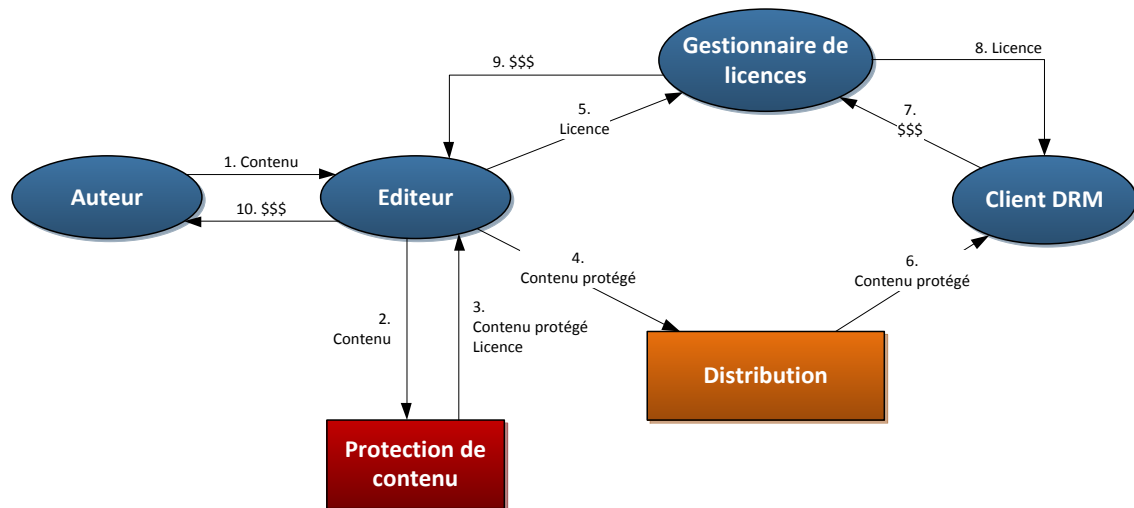 Gestionnaire de
licences
8. Licence
9. $$$
5.
Licence
7.
$$$
1. Contenu
Auteur
Editeur
Client DRM
10. $$$
4.
Contenu protégé
6.
Contenu protégé
2.
Contenu
3.
Contenu protégé
Licence
Distribution
Protection de
contenu